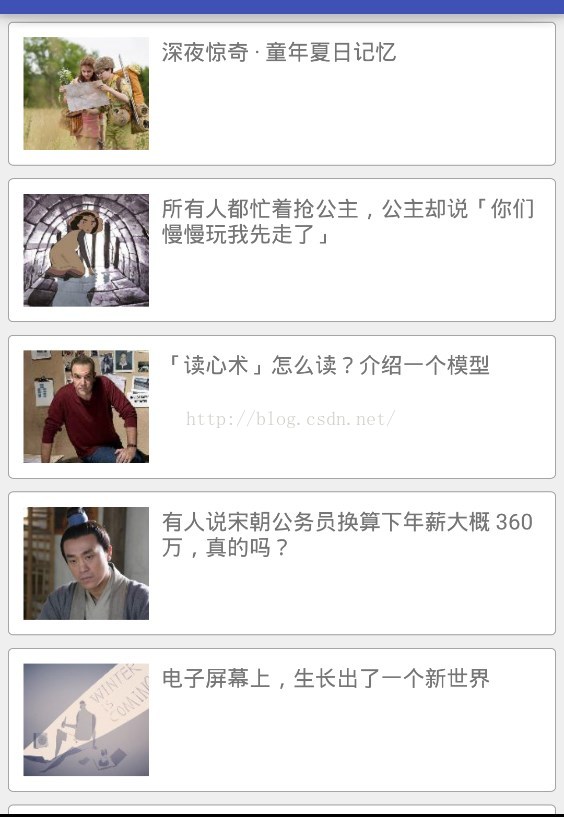 深夜惊奇 · 童年夏日记忆
所有人都忙着抢公主，公主却说「你们
慢慢玩我先走了」
「读心术」怎么读？介绍一个模型
http://blog.csdn.net/
有人说宋朝公务员换算下年薪大概 360
万，真的吗？
电子屏幕上，生长出了一个新世界
WINTER
IS
COMING